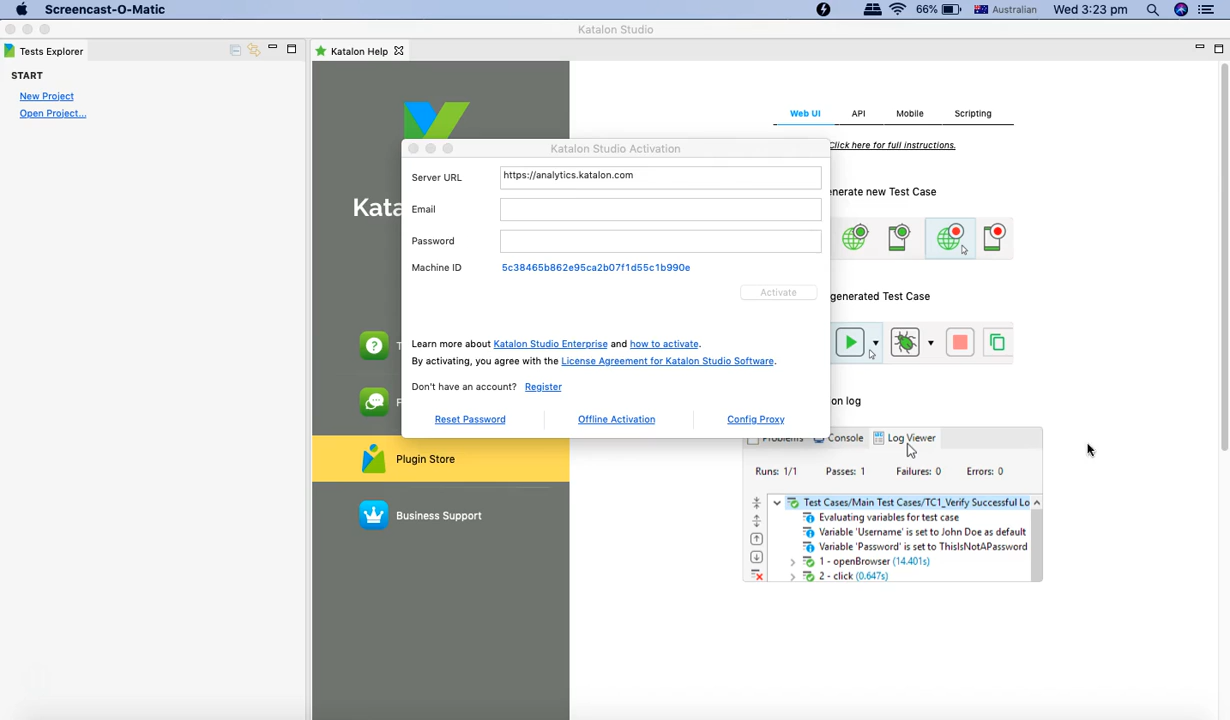 Screencast-O-Matic
66%
Australian
Wed 3:23 pm
Katalon Studio
Tests Explorer
START
New Project
Open Project...
Katalon Help
Kata
Plugin Store
Business Support
Web UI
API
Mobile
Scripting
Click here for full instructions.
enerate new Test Case
generated Test Case
on log
Katalon Studio Activation
Server URL
https://analytics.katalon.com
Email
Password
Machine ID
5c38465b862e95ca2b07f1d55c1b990e
Activate
Learn more about Katalon Studio Enterprise and how to activate.
By activating, you agree with the License Agreement for Katalon Studio Software.
Don't have an account? Register
Reset Password
Offline Activation
Config Proxy
Problems
Console
Log Viewer
Runs: 1/1
Passes: 1
Failures: 0
Errors: 0
Test Cases/Main Test Cases/TC1_Verify Successful Lo
Evaluating variables for test case
Variable 'Username' is set to John Doe as default
Variable 'Password' is set to ThisIsNotAPassword
1 - openBrowser (14.401s)
2 - click (0.647s)